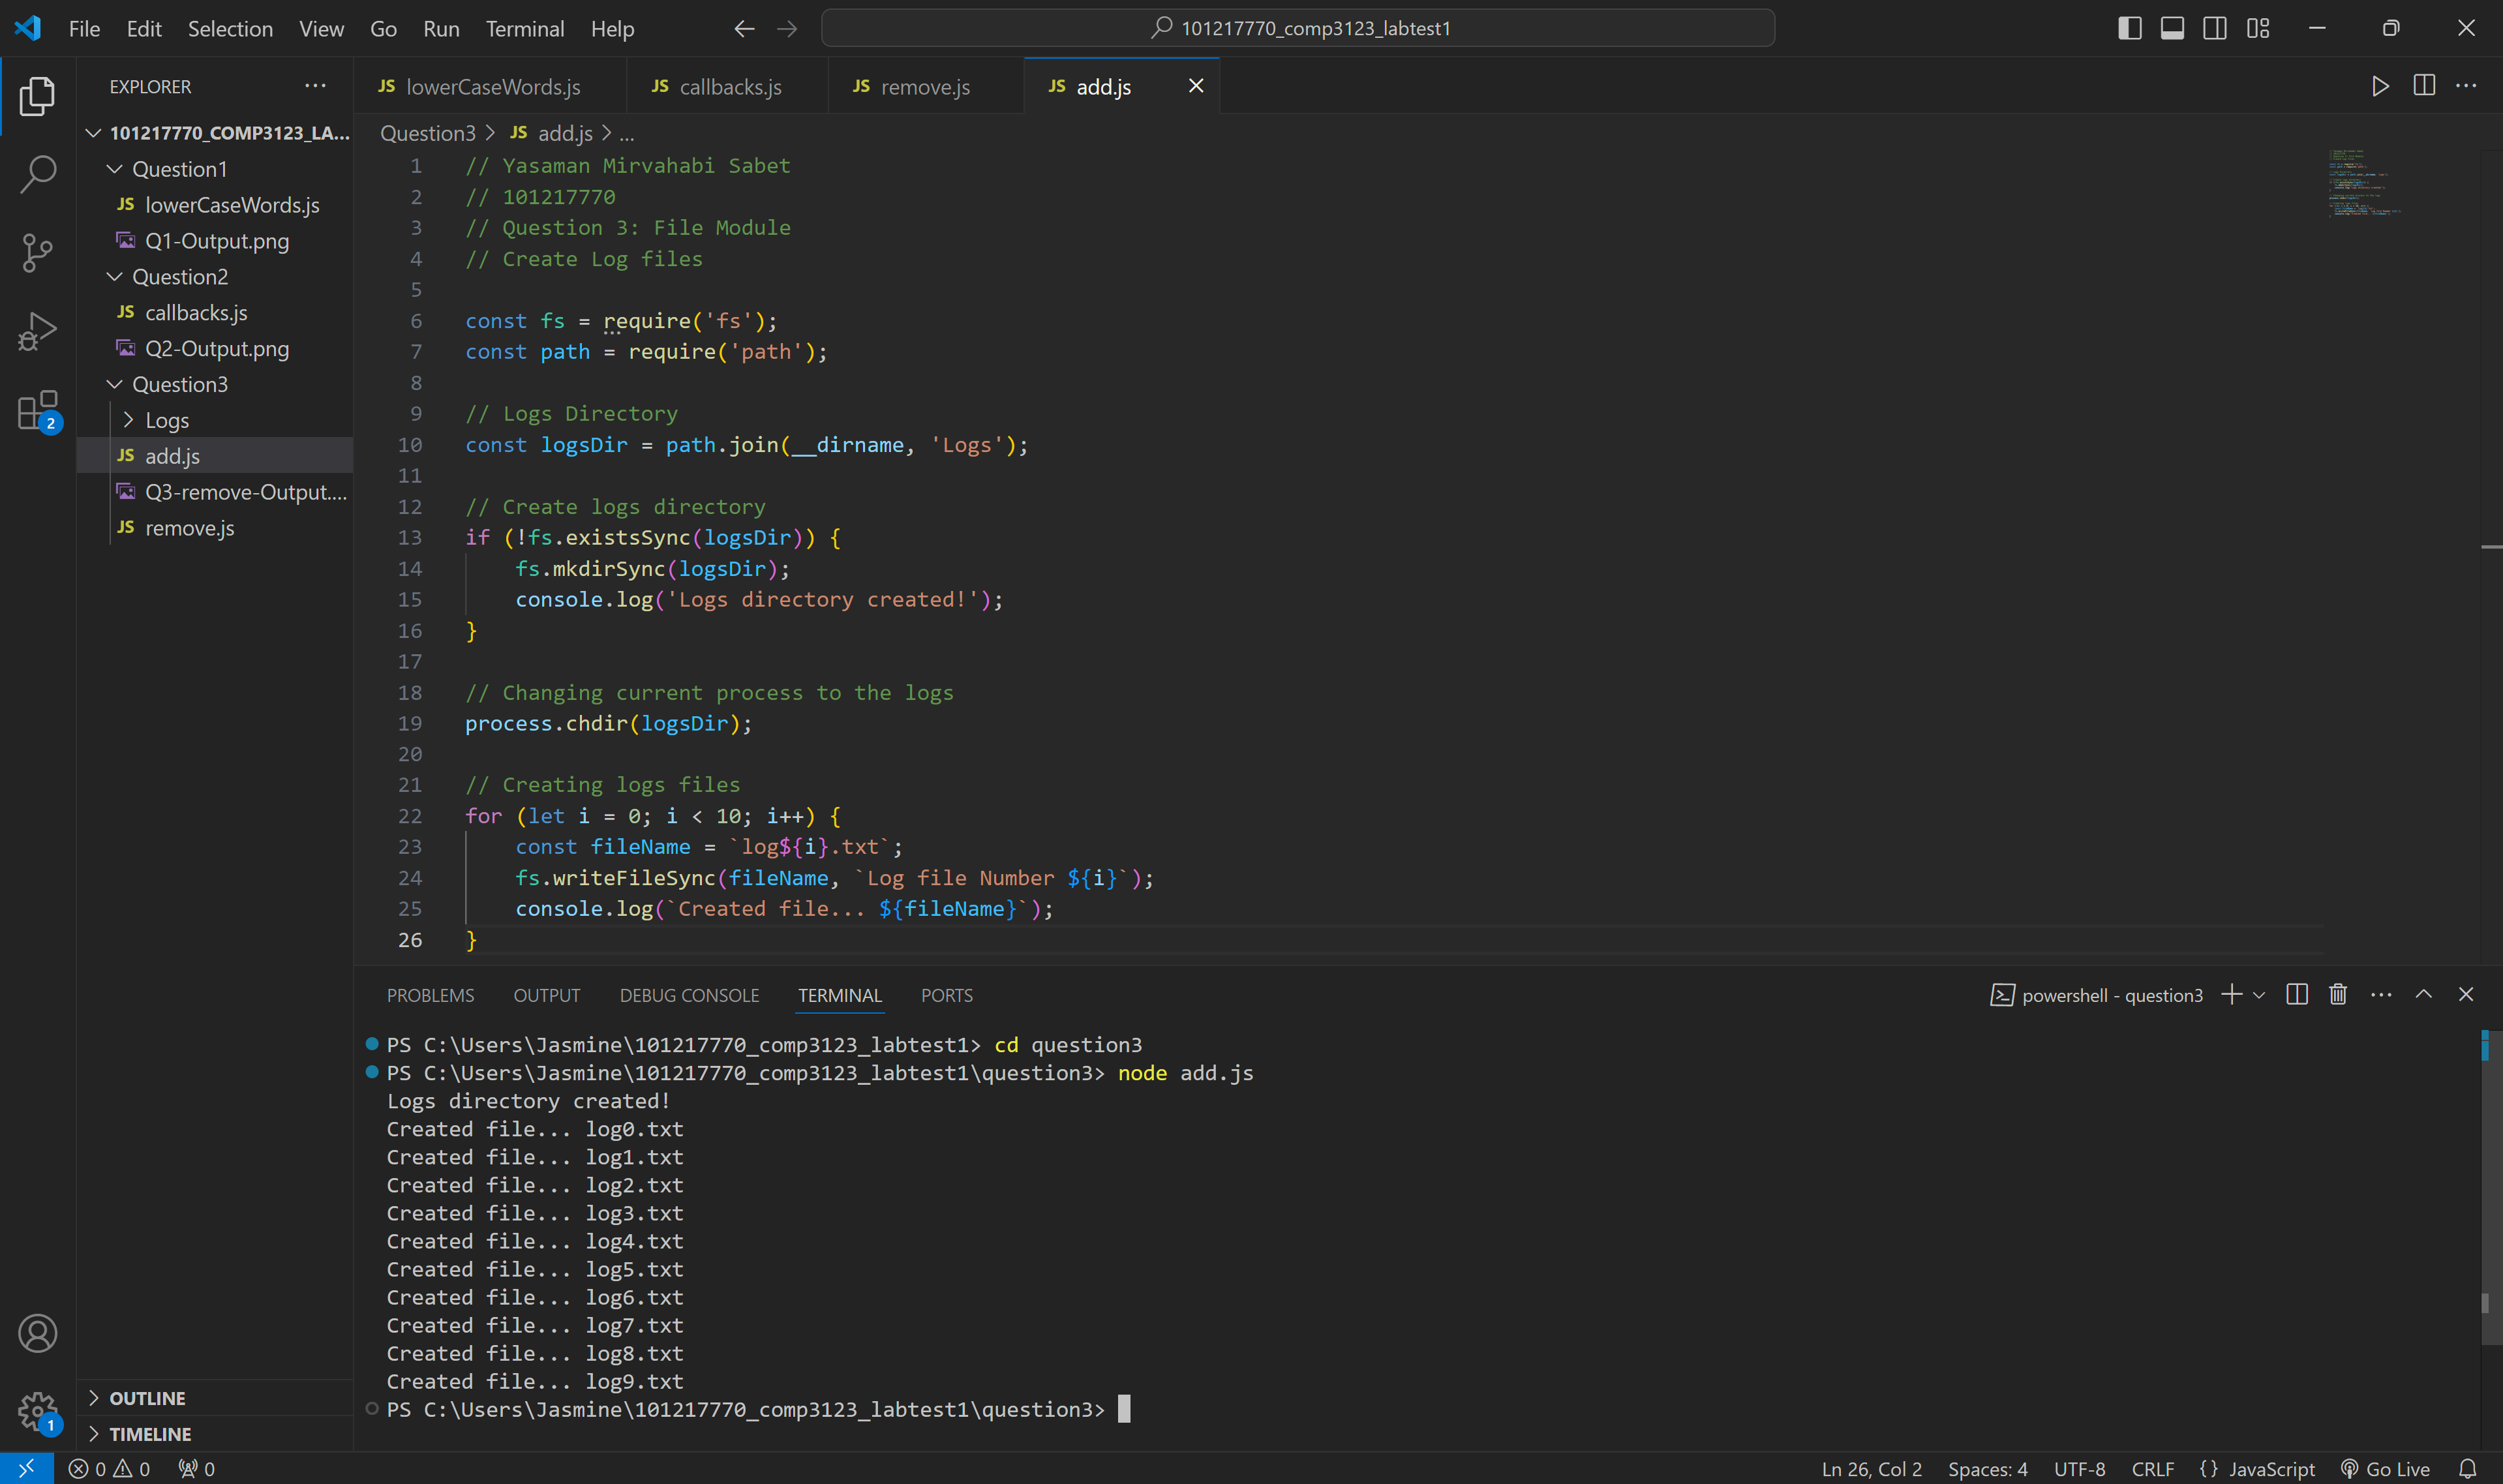 File Edit Selection View Go Run Terminal Help
101217770_comp3123_labtest1
EXPLORER
101217770_COMP3123_LA...
Question1
JS lowerCaseWords.js
Q1-Output.png
Question2
JS callbacks.js
Q2-Output.png
Question3
Logs
JS add.js
Q3-remove-Output....
JS remove.js
OUTLINE
TIMELINE
2
1
JS lowerCaseWords.js JS callbacks.js JS remove.js JS add.js
Question3 > JS add.js > ...
1 // Yasaman Mirvahabi Sabet
2 // 101217770
3 // Question 3: File Module
4 // Create Log files
5
6 const fs = require('fs');
7 const path = require('path');
8
9 // Logs Directory
10 const logsDir = path.join(__dirname, 'Logs');
11
12 // Create logs directory
13 if (!fs.existsSync(logsDir)) {
14 fs.mkdirSync(logsDir);
15 console.log('Logs directory created!');
16 }
17
18 // Changing current process to the logs
19 process.chdir(logsDir);
20
21 // Creating logs files
22 for (let i = 0; i < 10; i++) {
23 const fileName = `log${i}.txt`;
24 fs.writeFileSync(fileName, `Log file Number ${i}`);
25 console.log(`Created file... ${fileName}`);
26 }
PROBLEMS OUTPUT DEBUG CONSOLE TERMINAL PORTS
powershell - question3
PS C:\Users\Jasmine\101217770_comp3123_labtest1> cd question3
PS C:\Users\Jasmine\101217770_comp3123_labtest1\question3> node add.js
Logs directory created!
Created file... log0.txt
Created file... log1.txt
Created file... log2.txt
Created file... log3.txt
Created file... log4.txt
Created file... log5.txt
Created file... log6.txt
Created file... log7.txt
Created file... log8.txt
Created file... log9.txt
PS C:\Users\Jasmine\101217770_comp3123_labtest1\question3>
0 0 0
Ln 26, Col 2 Spaces: 4 UTF-8 CRLF {} JavaScript Go Live